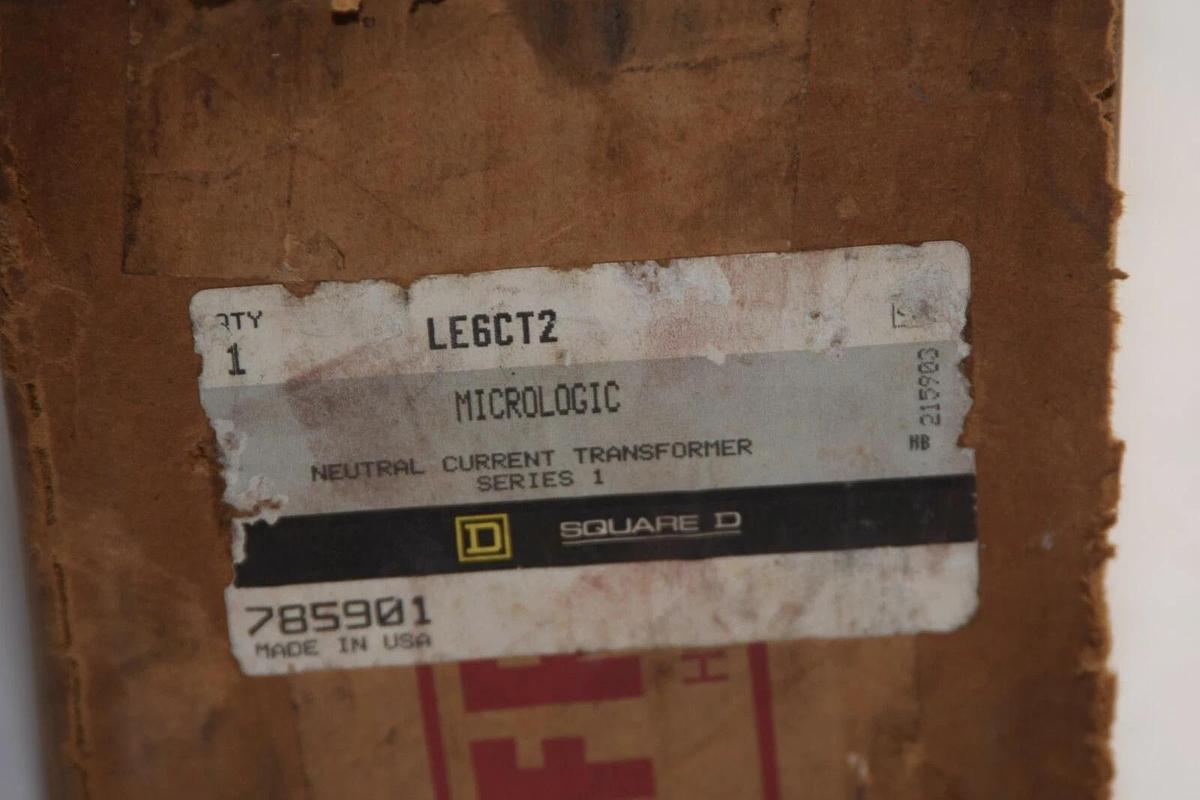 QTY
1
LE6CT2
MICROLOGIC
NEUTRAL CURRENT TRANSFORMER
SERIES 1
215903
HB
D SQUARE D
785901
MADE IN USA